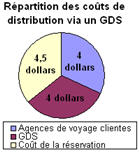 Répartition des coûts de
distribution via un GDS
4,5
dollars
4
dollars
4 dollars
Agences de voyage clientes
GDS
Coût de la réservation